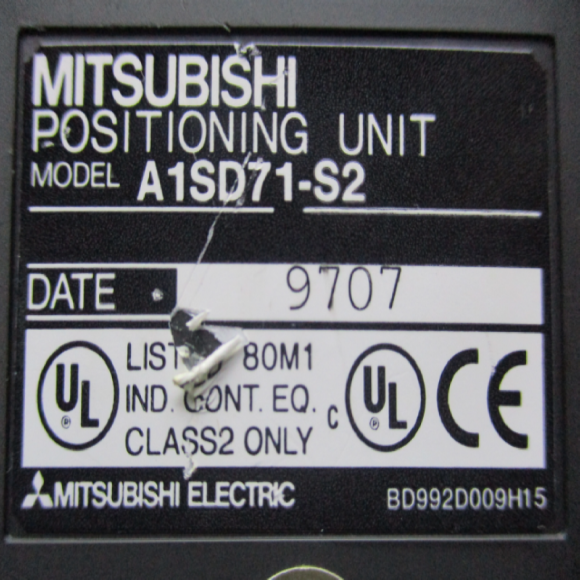 MITSUBISHI
POSITIONING UNIT
MODEL A1SD71-S2
DATE 9707
UL LISTED 80M1
IND. CONT. EQ.
CLASS2 ONLY
c UL CE
MITSUBISHI ELECTRIC BD992D009H15